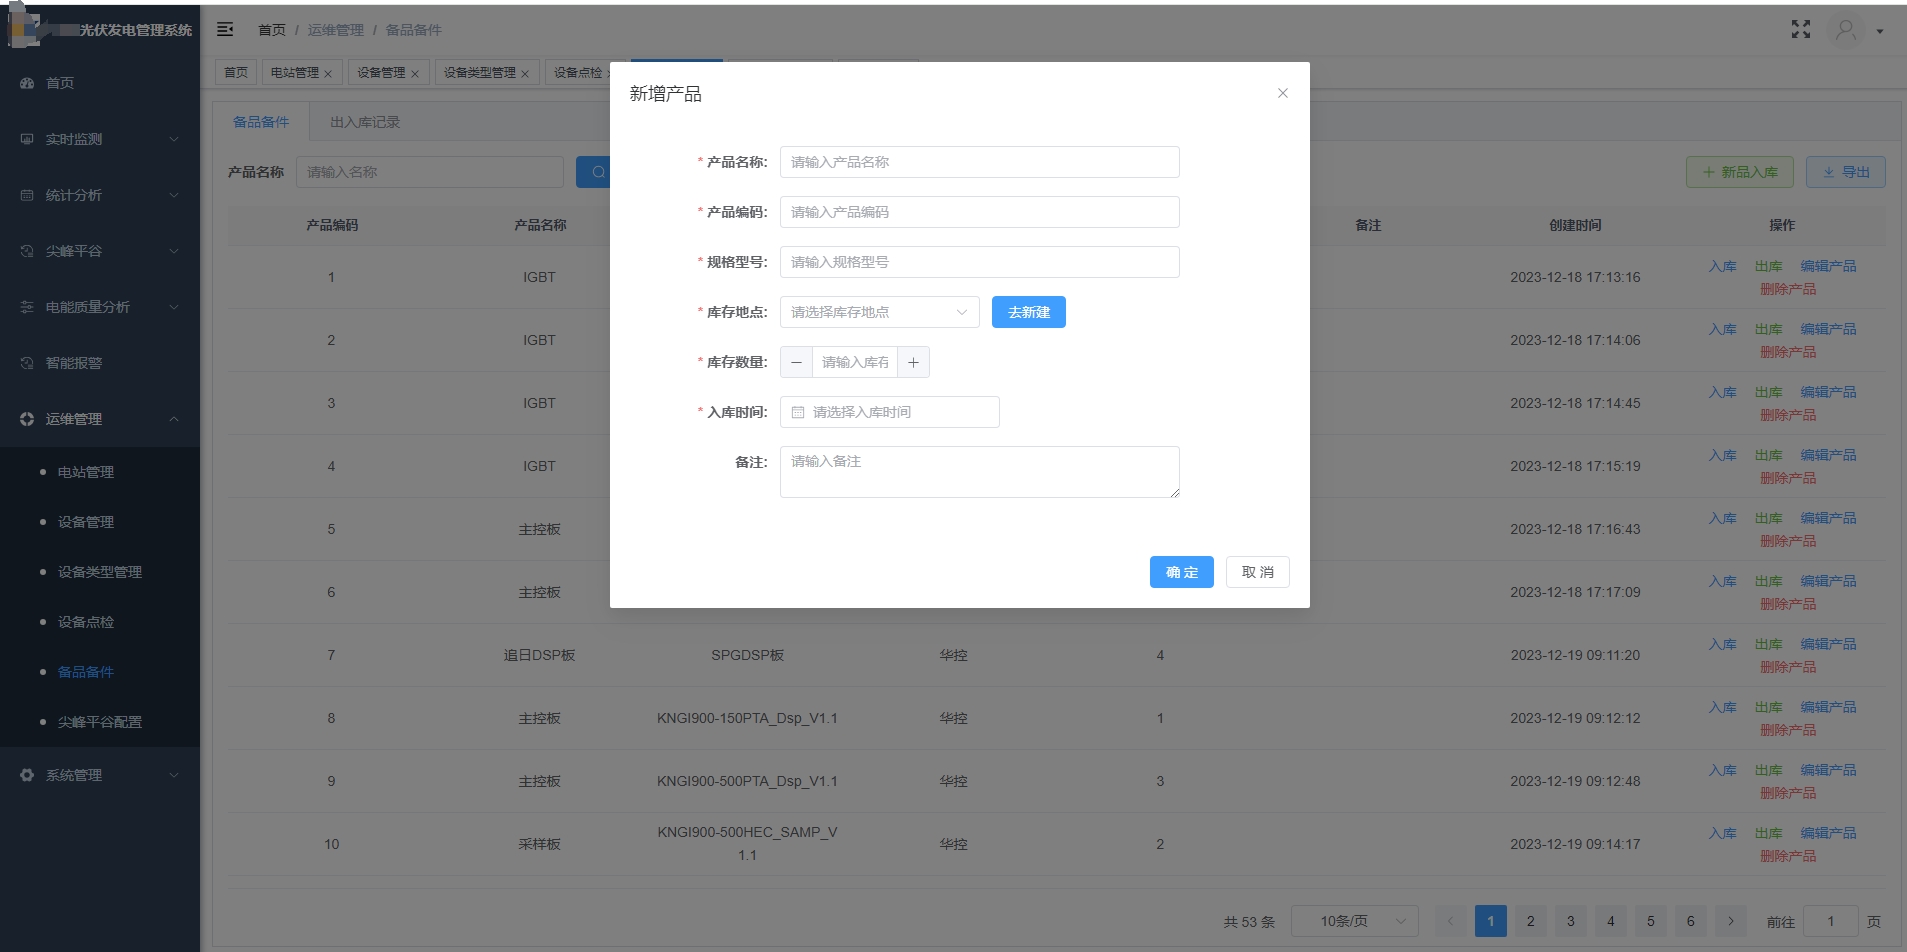 光伏发电管理系统
首页 / 运维管理 / 备品备件
首页 电站管理 × 设备管理 × 设备类型管理 × 设备点检
首页
实时监测
统计分析
尖峰平谷
电能质量分析
智能报警
运维管理
电站管理
设备管理
设备类型管理
设备点检
备品备件
尖峰平谷配置
系统管理
备品备件 出入库记录
产品名称 请输入名称
新品入库 导出
产品编码 产品名称 备注 创建时间 操作
1 IGBT 2023-12-18 17:13:16 入库 出库 编辑产品
删除产品
2 IGBT 2023-12-18 17:14:06 入库 出库 编辑产品
删除产品
3 IGBT 2023-12-18 17:14:45 入库 出库 编辑产品
删除产品
4 IGBT 2023-12-18 17:15:19 入库 出库 编辑产品
删除产品
5 主控板 2023-12-18 17:16:43 入库 出库 编辑产品
删除产品
6 主控板 2023-12-18 17:17:09 入库 出库 编辑产品
删除产品
7 追日DSP板 SPGDSP板 华控 4 2023-12-19 09:11:20 入库 出库 编辑产品
删除产品
8 主控板 KNGI900-150PTA_Dsp_V1.1 华控 1 2023-12-19 09:12:12 入库 出库 编辑产品
删除产品
9 主控板 KNGI900-500PTA_Dsp_V1.1 华控 3 2023-12-19 09:12:48 入库 出库 编辑产品
删除产品
10 采样板 KNGI900-500HEC_SAMP_V
1.1 华控 2 2023-12-19 09:14:17 入库 出库 编辑产品
删除产品
共 53 条 10条/页 1 2 3 4 5 6 前往 1 页
新增产品
* 产品名称: 请输入产品名称
* 产品编码: 请输入产品编码
* 规格型号: 请输入规格型号
* 库存地点: 请选择库存地点 去新建
* 库存数量: 请输入库存
* 入库时间: 请选择入库时间
备注: 请输入备注
确 定 取 消